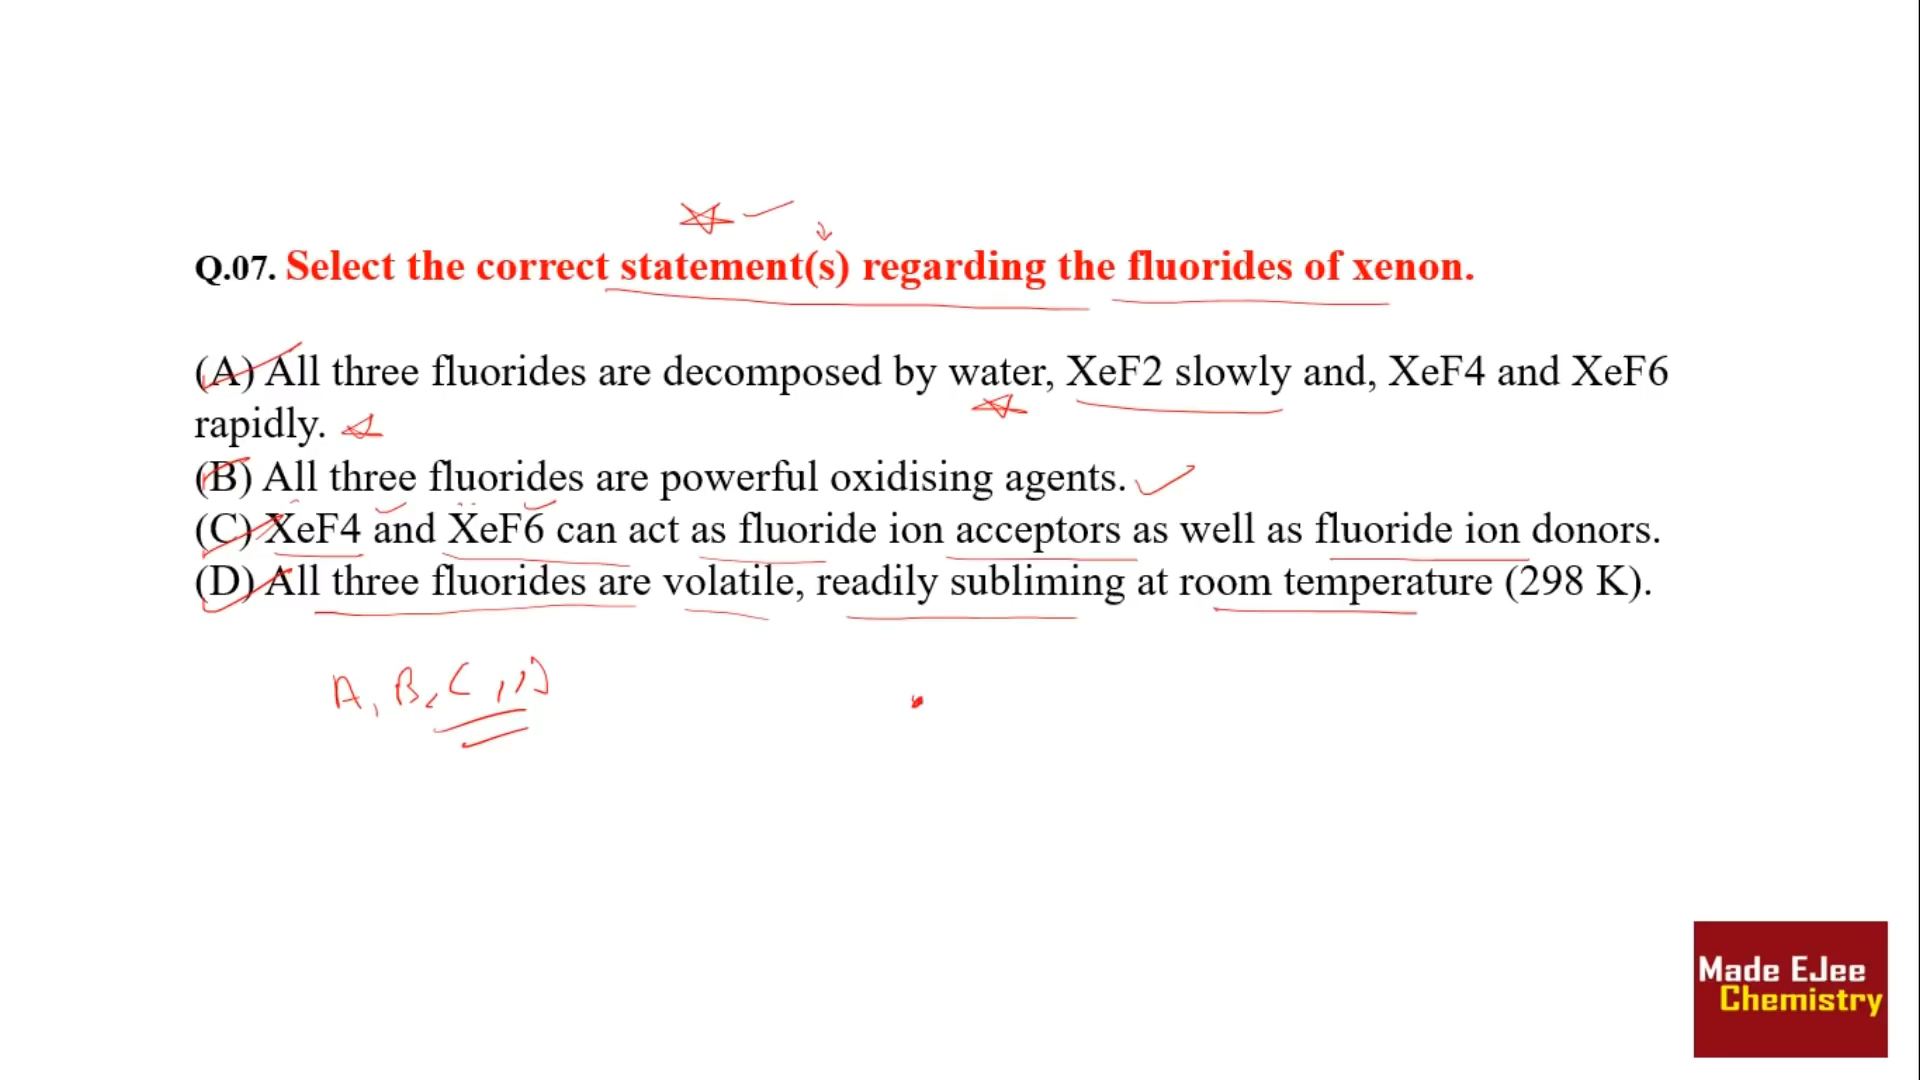 Q.07. Select the correct statement(s) regarding the fluorides of xenon.
(A) All three fluorides are decomposed by water, XeF2 slowly and, XeF4 and XeF6
rapidly.
(B) All three fluorides are powerful oxidising agents.
(C) XeF4 and XeF6 can act as fluoride ion acceptors as well as fluoride ion donors.
(D) All three fluorides are volatile, readily subliming at room temperature (298 K).
A, B, C, D
Made EJee
Chemistry